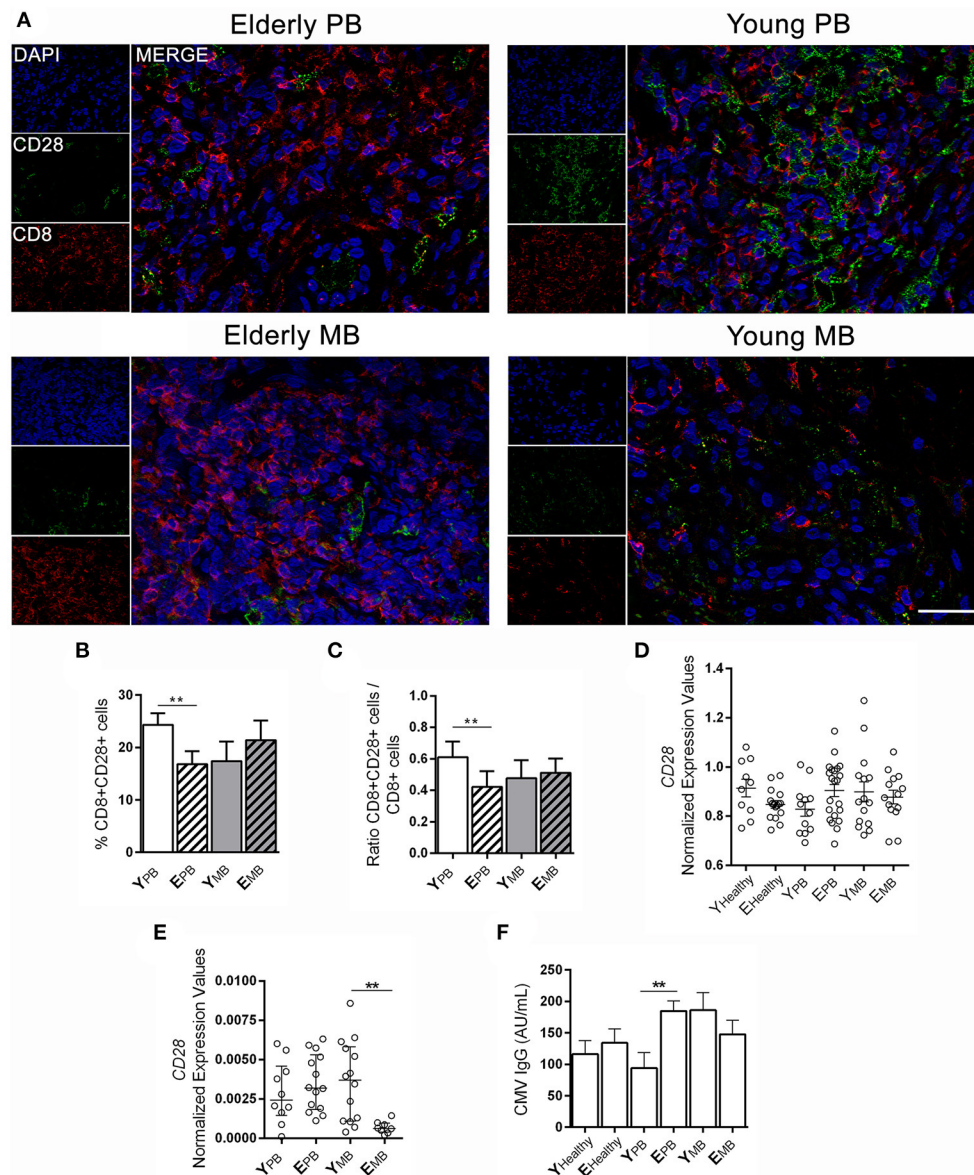 A
Elderly PB
Young PB
DAPI
MERGE
CD28
CD8
Elderly MB
Young MB
B
% CD8+CD28+ cells
30
20
10
0
**
YPB
EPB
YMB
EMB
C
Ratio CD8+CD28+ cells /
CD8+ cells
1.0
0.8
0.6
0.4
0.2
0.0
**
YPB
EPB
YMB
EMB
D
CD28
Normalized Expression Values
1.4
1.2
1.0
0.8
0.6
YHealthy
EHealthy
YPB
EPB
YMB
EMB
E
CD28
Normalized Expression Values
0.0100
0.0075
0.0050
0.0025
0.0000
**
YPB
EPB
YMB
EMB
F
CMV IgG (AU/mL)
250
200
150
100
50
0
**
YHealthy
EHealthy
YPB
EPB
YMB
EMB